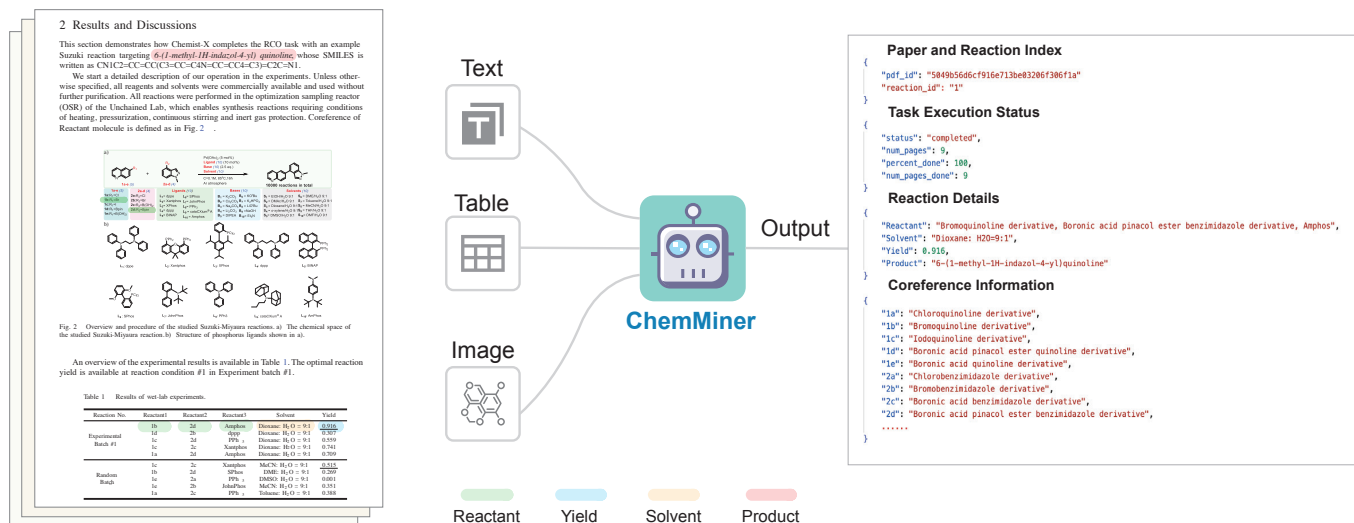 2 Results and Discussions
This section demonstrates how Chemist-X completes the RCO task with an example
Suzuki reaction targeting 6-(1-methyl-1H-indazol-4-yl) quinoline, whose SMILES is
written as CN1C2=CC=CC(C3=CC=C4N=CC=CC4=C3)=C2C=N1.
We start a detailed description of our operation in the experiments. Unless other-
wise specified, all reagents and solvents were commercially available and used without
further purification. All reactions were performed in the optimization sampling reactor
(OSR) of the Unchained Lab, which enables synthesis reactions requiring conditions
of heating, pressurization, continuous stirring and inert gas protection. Coreference of
Reactant molecule is defined as in Fig. 2 .
a)
10000 reactions in total
Ligands
Bases
Solvents
b)
Fig. 2 Overview and procedure of the studied Suzuki-Miyaura reactions. a) The chemical space of
the studied Suzuki-Miyaura reaction.b) Structure of phosphorus ligands shown in a).
An overview of the experimental results is available in Table 1. The optimal reaction
yield is available at reaction condition #1 in Experiment batch #1.
Table 1 Results of wet-lab experiments.
Reaction No. Reactant1 Reactant2 Reactant3 Solvent Yield
Experimental
Batch #1
1b 2d Amphos Dioxane: H2O = 9:1 0.916
1d 2b dppp Dioxane: H2O = 9:1 0.307
1c 2d PPh 3 Dioxane: H2O = 9:1 0.559
1c 2c Xantphos Dioxane: H2O = 9:1 0.741
1a 2d Amphos Dioxane: H2O = 9:1 0.709
Random
Batch
1c 2c Xantphos MeCN: H2O = 9:1 0.515
1b 2d SPhos DME: H2O = 9:1 0.269
1e 2a PPh 3 DMSO: H2O = 9:1 0.001
1c 2b JohnPhos MeCN: H2O = 9:1 0.351
1a 2c PPh 3 Toluene: H2O = 9:1 0.388
Text
T
Table
Image
ChemMiner
Output
Reactant
Yield
Solvent
Product
Paper and Reaction Index
{
"pdf_id": "5049b56d6cf916e713be03206f306f1a"
"reaction_id": "1"
}
Task Execution Status
{
"status": "completed",
"num_pages": 9,
"percent_done": 100,
"num_pages_done": 9
}
Reaction Details
{
"Reactant": "Bromoquinoline derivative, Boronic acid pinacol ester benzimidazole derivative, Amphos",
"Solvent": "Dioxane: H2O=9:1",
"Yield": 0.916,
"Product": "6-(1-methyl-1H-indazol-4-yl)quinoline"
}
Coreference Information
{
"1a": "Chloroquinoline derivative",
"1b": "Bromoquinoline derivative",
"1c": "Iodoquinoline derivative",
"1d": "Boronic acid pinacol ester quinoline derivative",
"1e": "Boronic acid quinoline derivative",
"2a": "Chlorobenzimidazole derivative",
"2b": "Bromobenzimidazole derivative",
"2c": "Boronic acid benzimidazole derivative",
"2d": "Boronic acid pinacol ester benzimidazole derivative",
......
}